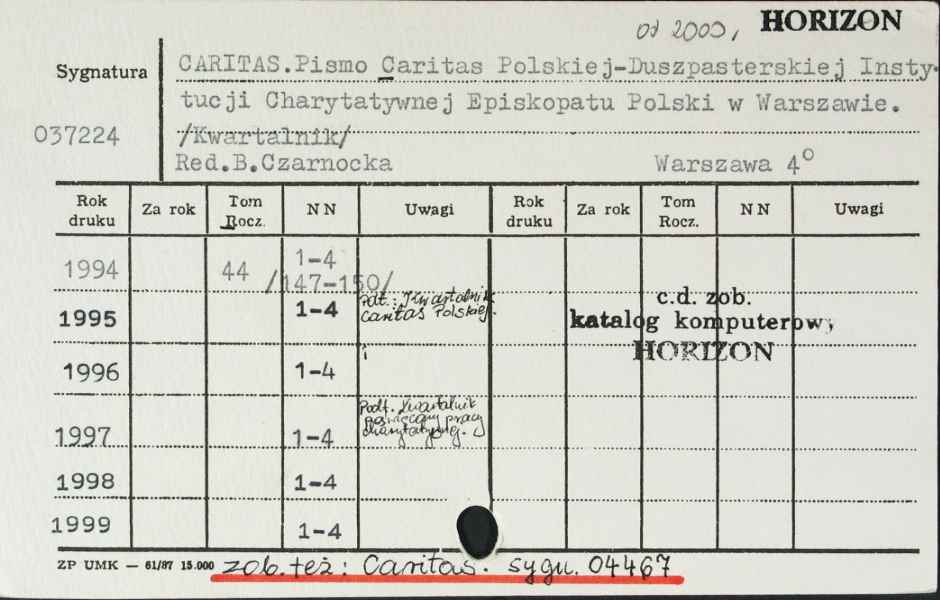 od 2000, HORIZON
Sygnatura
037224
CARITAS.Pismo Caritas Polskiej-Duszpasterskiej Insty-
tucji Charytatywnej Episkopatu Polski w Warszawie.
/Kwartalnik/
Red.B.Czarnocka Warszawa 4°
Rok druku Za rok Tom Rocz. NN Uwagi Rok druku Za rok Tom Rocz. NN Uwagi
1994 44 1-4
/147-150/
1995 1-4 Podt.: Kwartalnik
Caritas Polskiej.
c.d. zob.
katalog komputerowy
HORIZON
1996 1-4
1997 1-4 Podt. Kwartalnik
poświęcony pracy
charytatywnej.
1998 1-4
1999 1-4
ZP UMK — 61/87 15.000 zob. też: Caritas. sygn. 04467